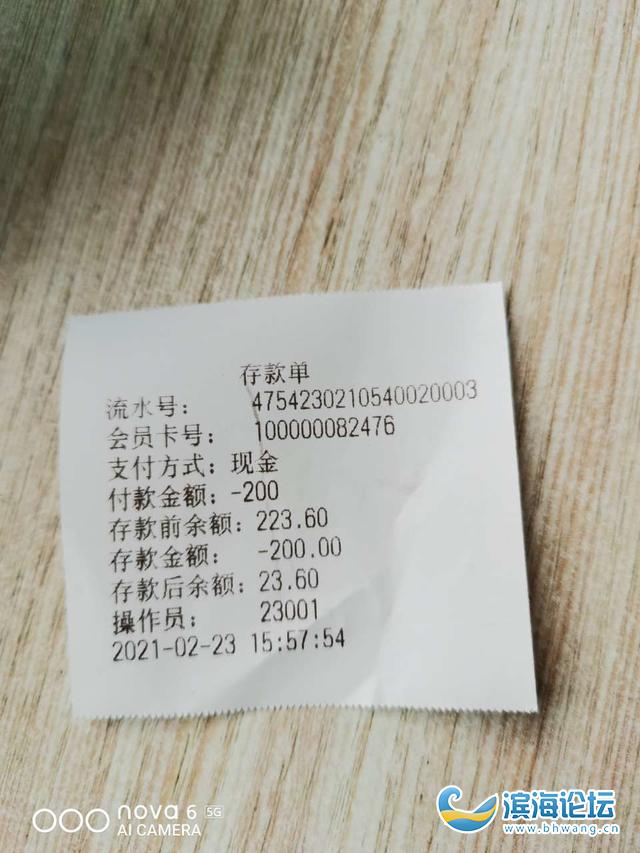 存款单
流水号： 4754230210540020003
会员卡号： 100000082476
支付方式：现金
付款金额：-200
存款前余额：223.60
存款金额： -200.00
存款后余额：23.60
操作员： 23001
2021-02-23 15:57:54
nova 6 5G
AI CAMERA
滨海论坛
www.bhwang.cn